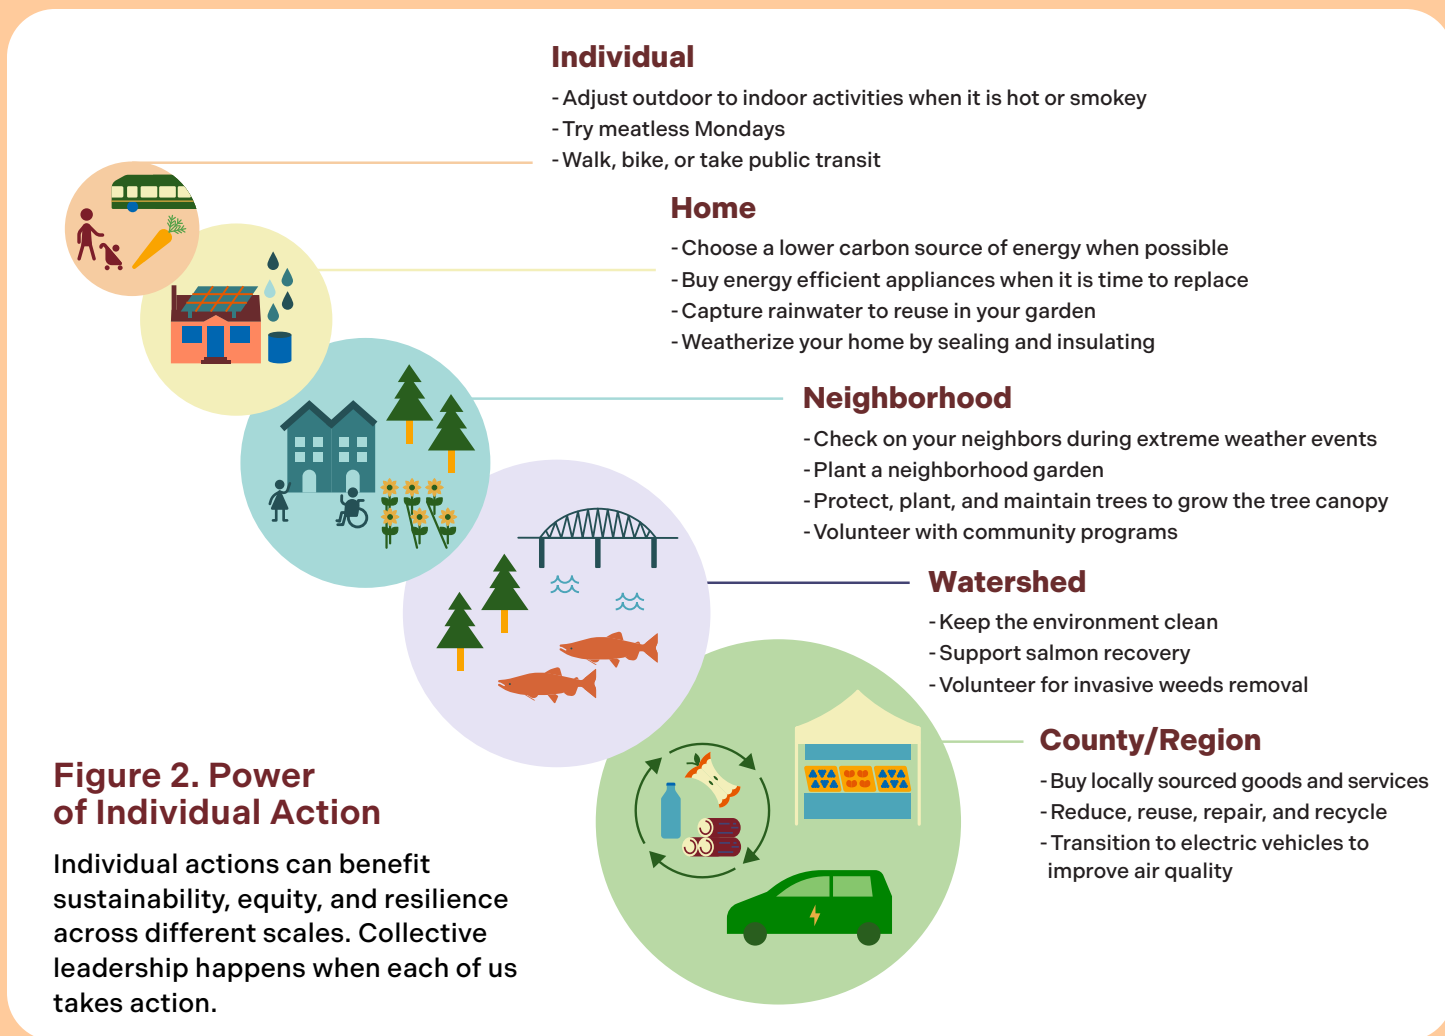 Individual
- Adjust outdoor to indoor activities when it is hot or smokey
- Try meatless Mondays
- Walk, bike, or take public transit
Home
- Choose a lower carbon source of energy when possible
- Buy energy efficient appliances when it is time to replace
- Capture rainwater to reuse in your garden
- Weatherize your home by sealing and insulating
Neighborhood
- Check on your neighbors during extreme weather events
- Plant a neighborhood garden
- Protect, plant, and maintain trees to grow the tree canopy
- Volunteer with community programs
Watershed
- Keep the environment clean
- Support salmon recovery
- Volunteer for invasive weeds removal
County/Region
- Buy locally sourced goods and services
- Reduce, reuse, repair, and recycle
- Transition to electric vehicles to
improve air quality
Figure 2. Power
of Individual Action
Individual actions can benefit
sustainability, equity, and resilience
across different scales. Collective
leadership happens when each of us
takes action.